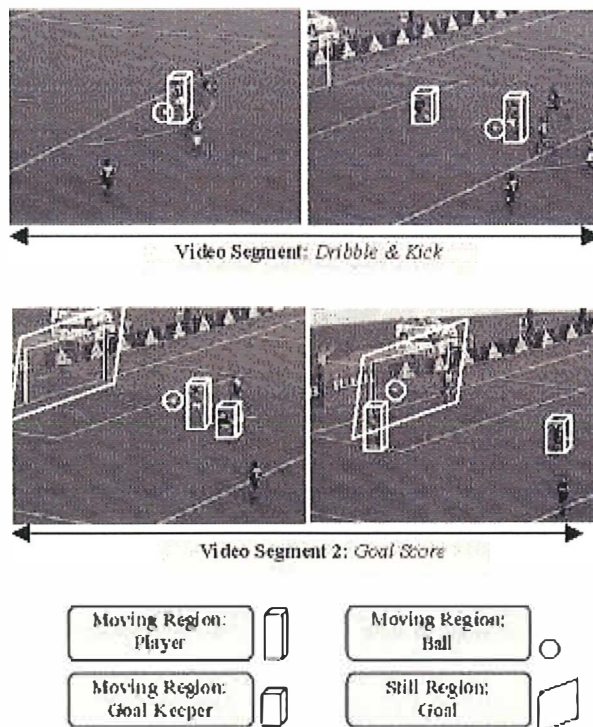 Video Segment: Dribble & Kick
Video Segment 2: Goal Score
Moving Region:
Player
Moving Region:
Ball
Moving Region:
Goal Keeper
Still Region:
Goal